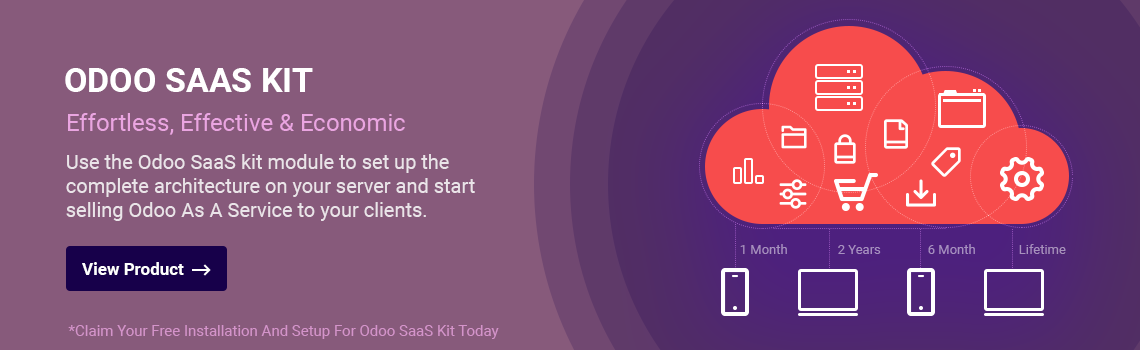 ODOO SAAS KIT
Effortless, Effective & Economic
Use the Odoo SaaS kit module to set up the
complete architecture on your server and start
selling Odoo As A Service to your clients.
View Product
*Claim Your Free Installation And Setup For Odoo SaaS Kit Today
1 Month
2 Years
6 Month
Lifetime